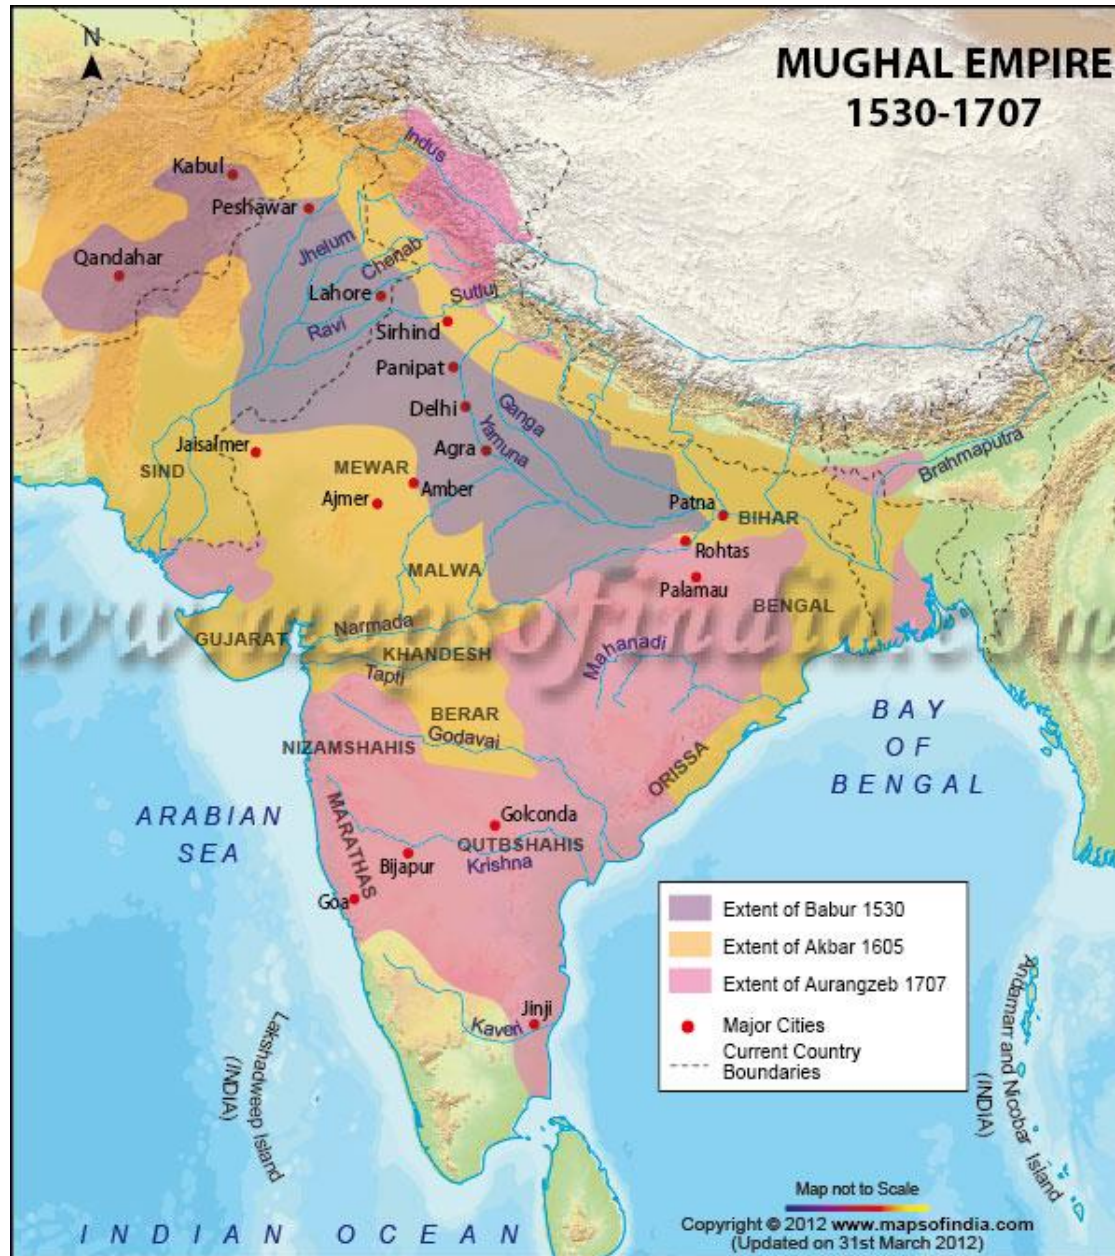 N
MUGHAL EMPIRE
1530-1707
Indus
Kabul
Peshawar
Jhelum
Chenab
Qandahar
Lahore
Sutluj
Ravi
Sirhind
Panipat
Delhi
Ganga
Yamuna
Agra
Jaisalmer
SIND
MEWAR
Amber
Ajmer
Brahmaputra
Patna
BIHAR
Rohtas
MALWA
Palamau
BENGAL
www.mapsofindia.com
Narmada
GUJARAT
KHANDESH
Mahanadi
Tapti
BERAR
Godavai
NIZAMSHAHIS
ORISSA
BAY
OF
BENGAL
ARABIAN
SEA
MARATHAS
Golconda
QUTBSHAHIS
Bijapur
Krishna
Goa
Extent of Babur 1530
Extent of Akbar 1605
Extent of Aurangzeb 1707
Major Cities
Current Country
Boundaries
Jinji
Kaveri
Lakshadweep Island
(INDIA)
Andamarr and Nicobar Island
(INDIA)
Map not to Scale
Copyright © 2012 www.mapsofindia.com
(Updated on 31st March 2012)
INDIAN OCEAN